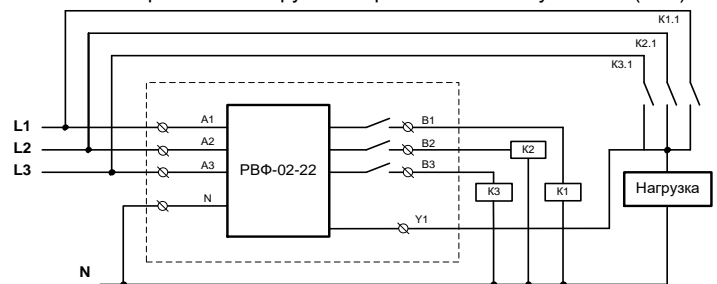 K1.1
K2.1
K3.1
L1
L2
L3
A1
A2
A3
N
РВФ-02-22
B1
B2
B3
Y1
K2
K3
K1
Нагрузка
N